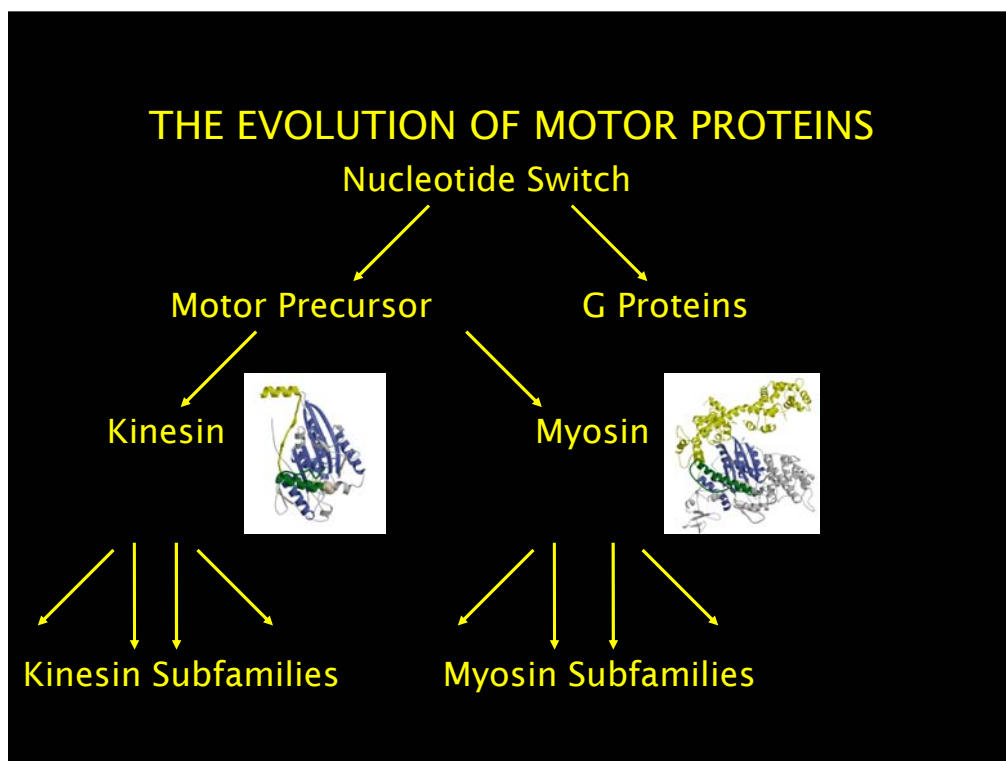 THE EVOLUTION OF MOTOR PROTEINS
Nucleotide Switch
Motor Precursor
G Proteins
Kinesin
Myosin
Kinesin Subfamilies
Myosin Subfamilies